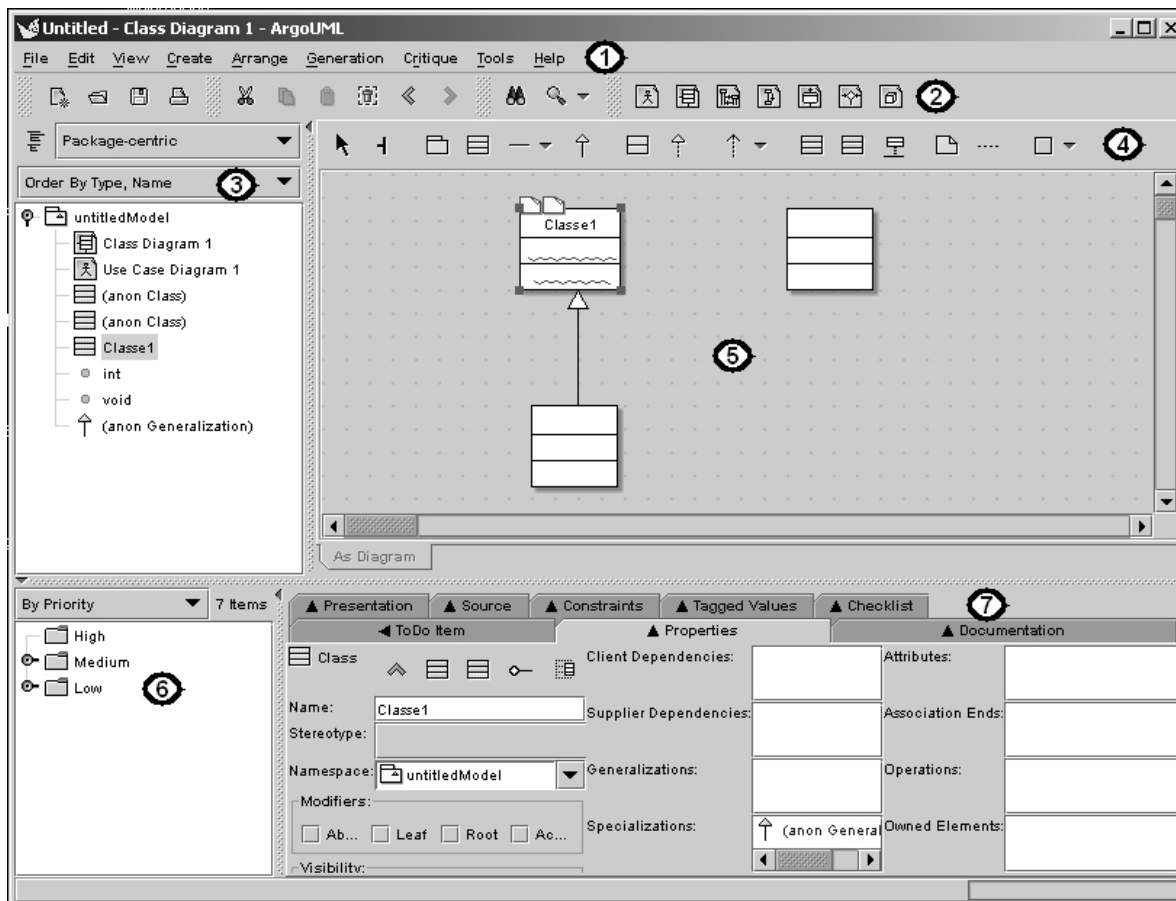 Untitled - Class Diagram 1 - ArgoUML
File Edit View Create Arrange Generation Critique Tools Help 1
2
Package-centric
4
Order By Type, Name 3
untitledModel
Class Diagram 1
Use Case Diagram 1
(anon Class)
(anon Class)
Classe1
int
void
(anon Generalization)
Classe1
5
As Diagram
By Priority 7 Items
High
Medium
Low
6
Presentation Source Constraints Tagged Values Checklist 7
ToDo Item Properties Documentation
Class
Name: Classe1
Stereotype:
Namespace: untitledModel
Modifiers:
Ab... Leaf Root Ac...
Visibility:
Client Dependencies:
Supplier Dependencies:
Generalizations:
Specializations: (anon General
Attributes:
Association Ends:
Operations:
Owned Elements: